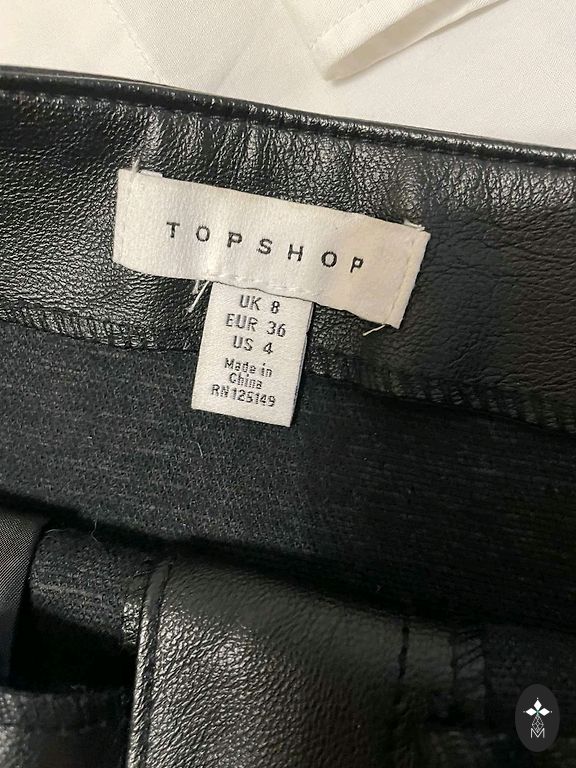 TOPSHOP
UK 8
EUR 36
US 4
Made in
China
RN125149
M